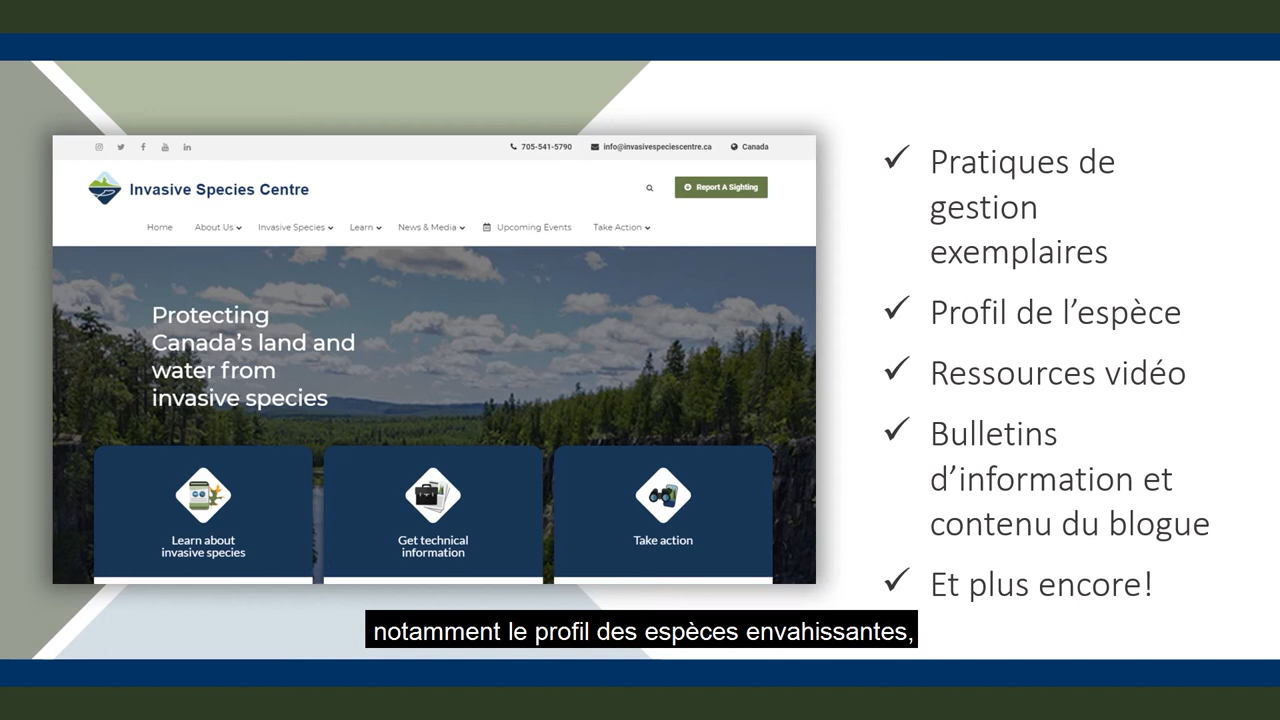 705-541-5790
info@invasivespeciescentre.ca
Canada
Invasive Species Centre
Report A Sighting
Home
About Us
Invasive Species
Learn
News & Media
Upcoming Events
Take Action
Protecting
Canada's land and
water from
invasive species
Learn about
invasive species
Get technical
information
Take action
Pratiques de
gestion
exemplaires
Profil de l’espèce
Ressources vidéo
Bulletins
d’information et
contenu du blogue
Et plus encore!
notamment le profil des espèces envahissantes,